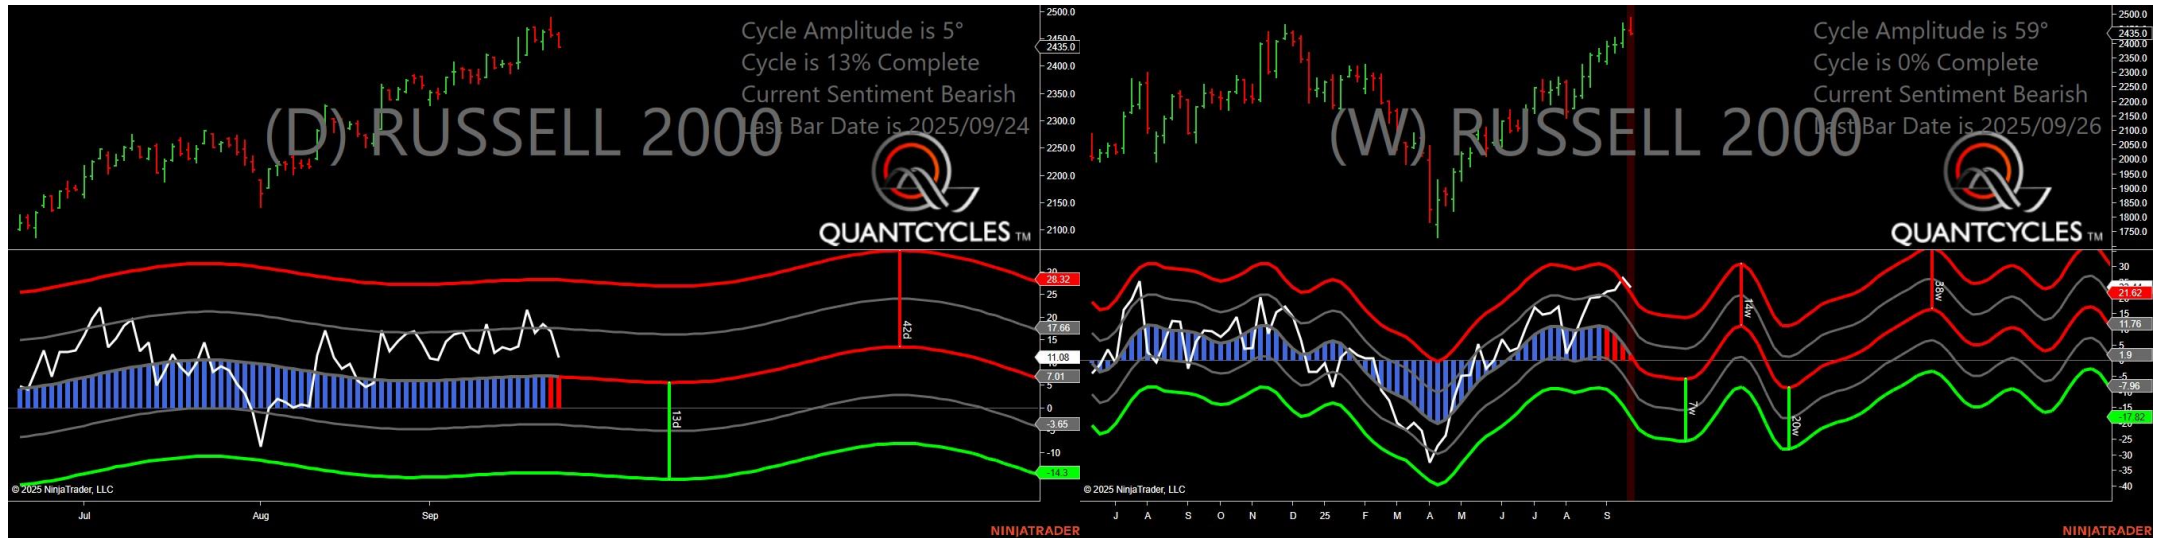 Cycle Amplitude is 5°
Cycle is 13% Complete
Current Sentiment Bearish
Last Bar Date is 2025/09/24
(D) RUSSELL 2000
QUANTCYCLES TM
2500.0
2450.0
2435.0
2400.0
2350.0
2300.0
2250.0
2200.0
2150.0
2100.0
30
28.32
25
20
17.66
15
11.08
7.01
5
0
-3.65
-10
-14.3
42d
13d
© 2025 NinjaTrader, LLC
Jul
Aug
Sep
NINJATRADER
Cycle Amplitude is 59°
Cycle is 0% Complete
Current Sentiment Bearish
Last Bar Date is 2025/09/26
(W) RUSSELL 2000
QUANTCYCLES TM
2500.0
2435.0
2400.0
2350.0
2300.0
2250.0
2200.0
2150.0
2100.0
2050.0
2000.0
1950.0
1900.0
1850.0
1800.0
1750.0
30
21.62
15
11.76
5
1.9
-5
-7.96
-10
-15
-17.82
-25
-30
-35
-40
14w
38w
7w
20w
© 2025 NinjaTrader, LLC
J A S O N D 25 F M A M J J A S
NINJATRADER